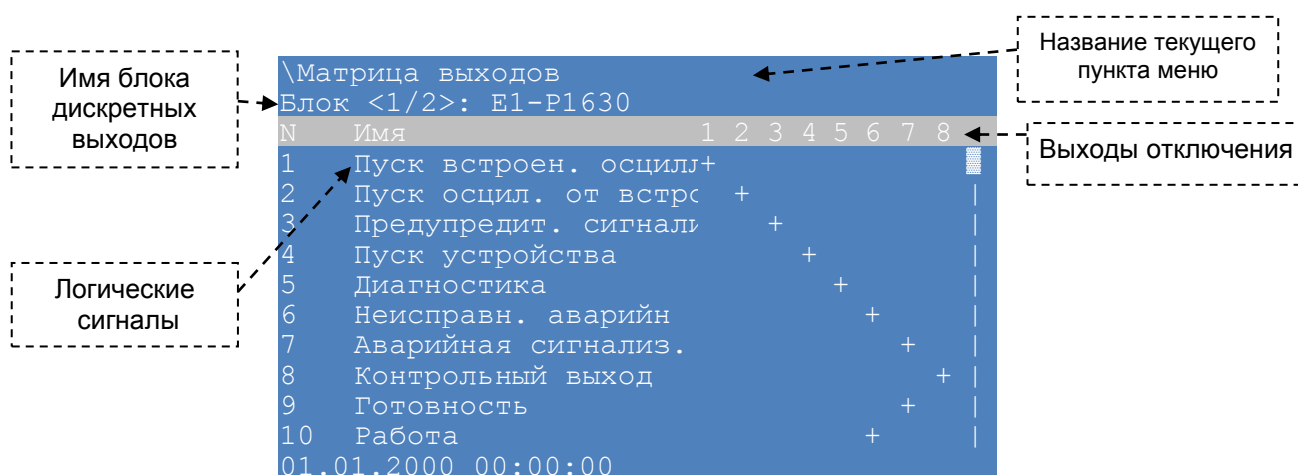 Название текущего
пункта меню
Имя блока
дискретных
выходов
\Матрица выходов
Блок <1/2>: E1-P1630
N Имя 1 2 3 4 5 6 7 8
Выходы отключения
1 Пуск встроен. осцилл+
2 Пуск осцил. от встрс +
3 Предупредит. сигнали +
4 Пуск устройства +
5 Диагностика +
6 Неисправн. аварийн +
7 Аварийная сигнализ. +
8 Контрольный выход +
9 Готовность +
10 Работа +
01.01.2000 00:00:00
Логические
сигналы